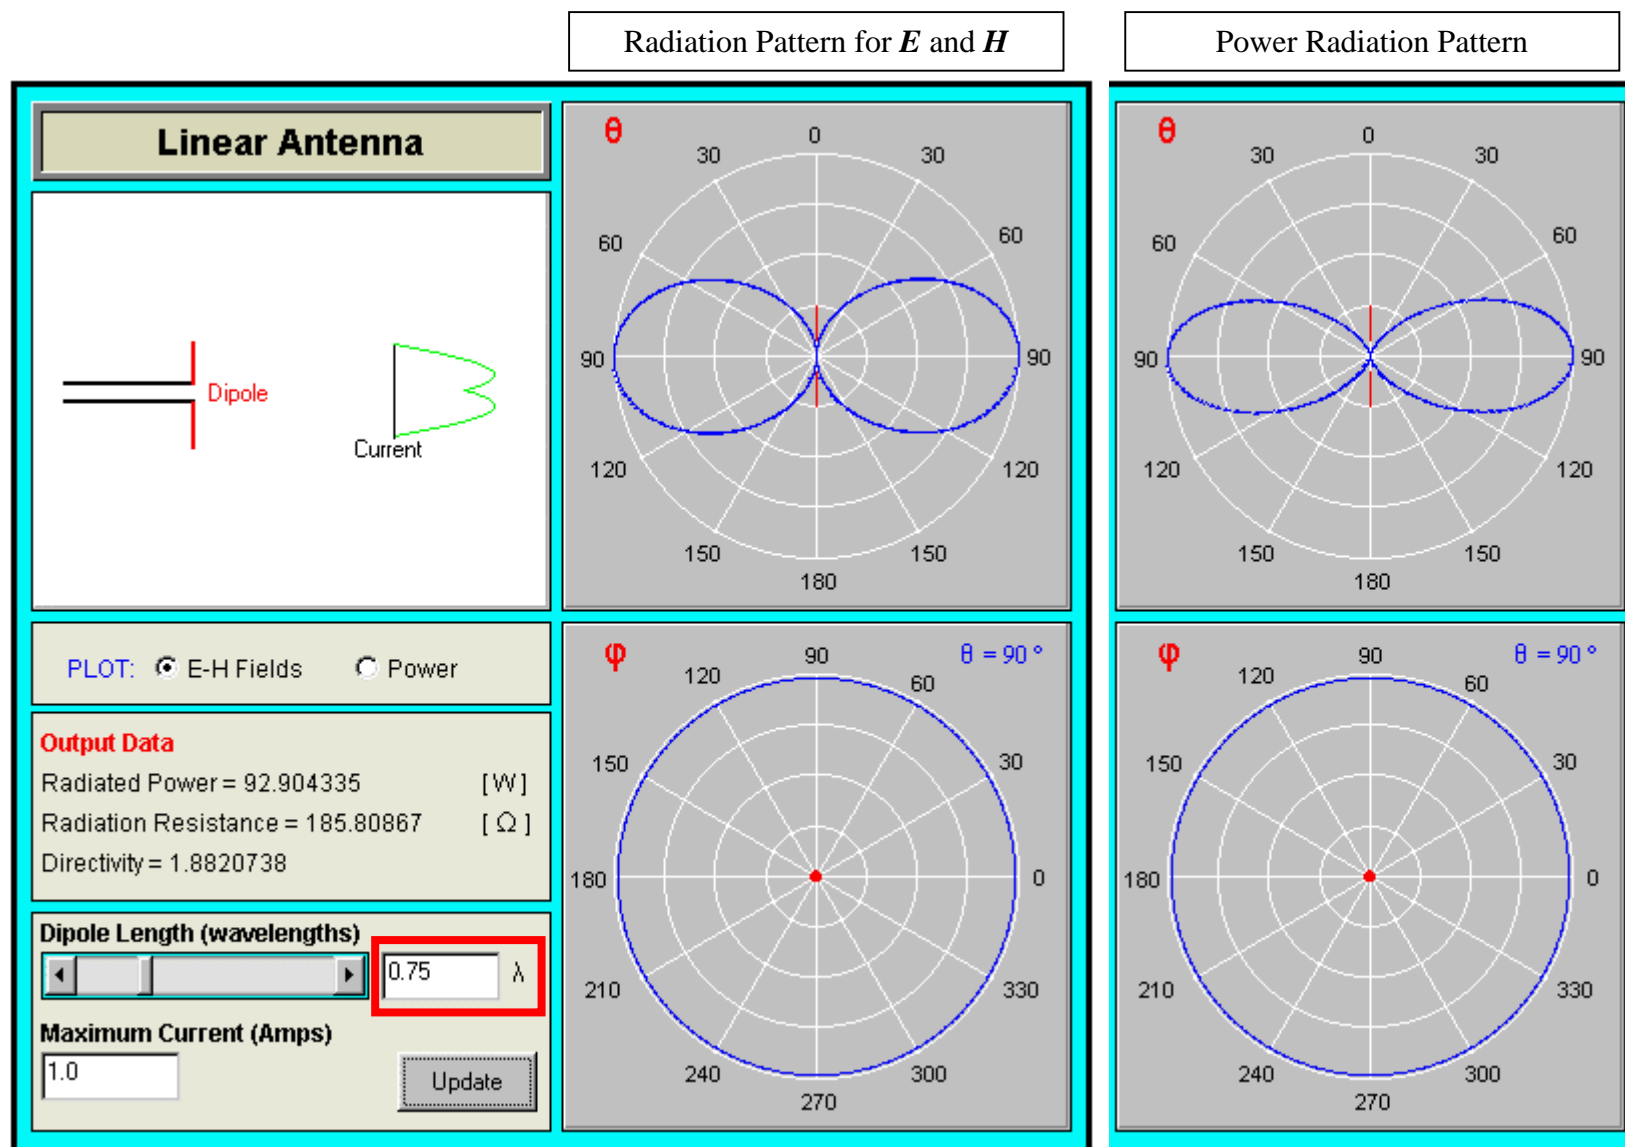 Radiation Pattern for E and H
Power Radiation Pattern
Linear Antenna
Dipole
Current
θ
0
30
30
60
60
90
90
120
120
150
150
180
θ
0
30
30
60
60
90
90
120
120
150
150
180
PLOT: E-H Fields Power
Output Data
Radiated Power = 92.904335 [ W ]
Radiation Resistance = 185.80867 [ Ω ]
Directivity = 1.8820738
Dipole Length (wavelengths)
0.75 λ
Maximum Current (Amps)
1.0
Update
φ
θ = 90 °
90
120
60
150
30
180
0
210
330
240
300
270
φ
θ = 90 °
90
120
60
150
30
180
0
210
330
240
300
270